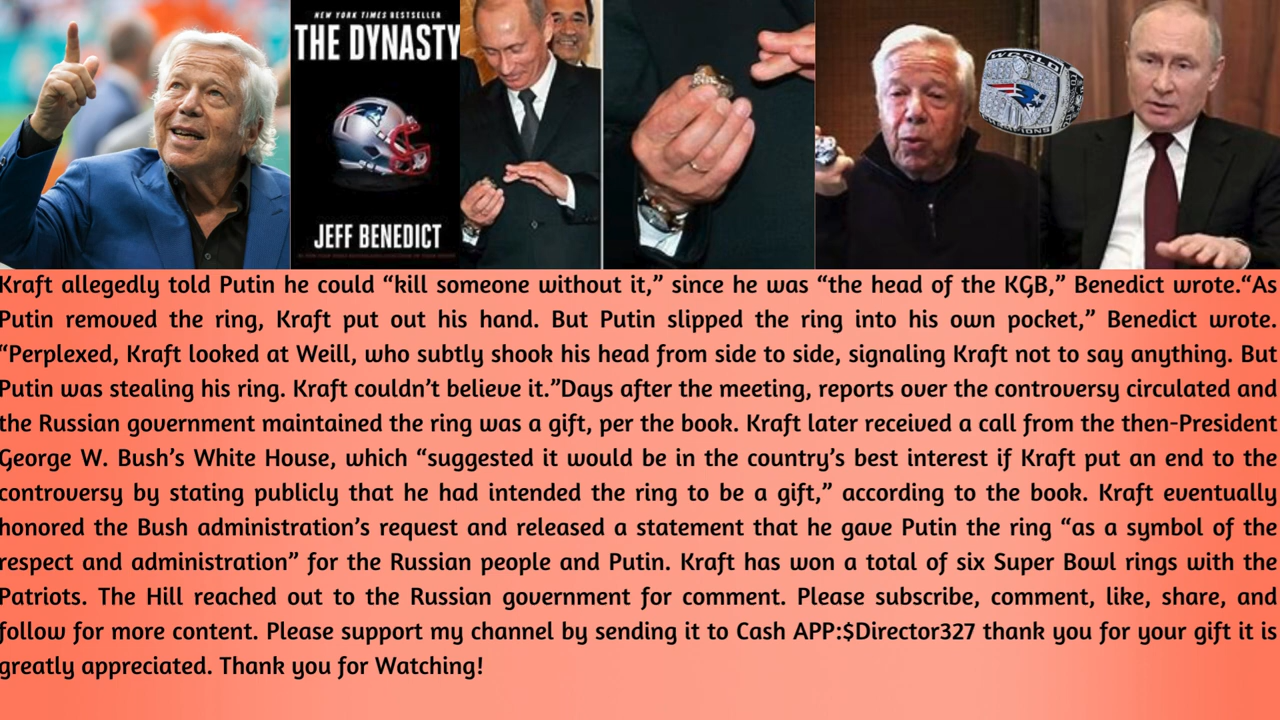 NEW YORK TIMES BESTSELLER
THE DYNASTY
JEFF BENEDICT
WORLD
CHAMPIONS
Kraft allegedly told Putin he could “kill someone without it,” since he was “the head of the KGB,” Benedict wrote.“As
Putin removed the ring, Kraft put out his hand. But Putin slipped the ring into his own pocket,” Benedict wrote.
“Perplexed, Kraft looked at Weill, who subtly shook his head from side to side, signaling Kraft not to say anything. But
Putin was stealing his ring. Kraft couldn’t believe it.”Days after the meeting, reports over the controversy circulated and
the Russian government maintained the ring was a gift, per the book. Kraft later received a call from the then-President
George W. Bush’s White House, which “suggested it would be in the country’s best interest if Kraft put an end to the
controversy by stating publicly that he had intended the ring to be a gift,” according to the book. Kraft eventually
honored the Bush administration’s request and released a statement that he gave Putin the ring “as a symbol of the
respect and administration” for the Russian people and Putin. Kraft has won a total of six Super Bowl rings with the
Patriots. The Hill reached out to the Russian government for comment. Please subscribe, comment, like, share, and
follow for more content. Please support my channel by sending it to Cash APP:$Director327 thank you for your gift it is
greatly appreciated. Thank you for Watching!